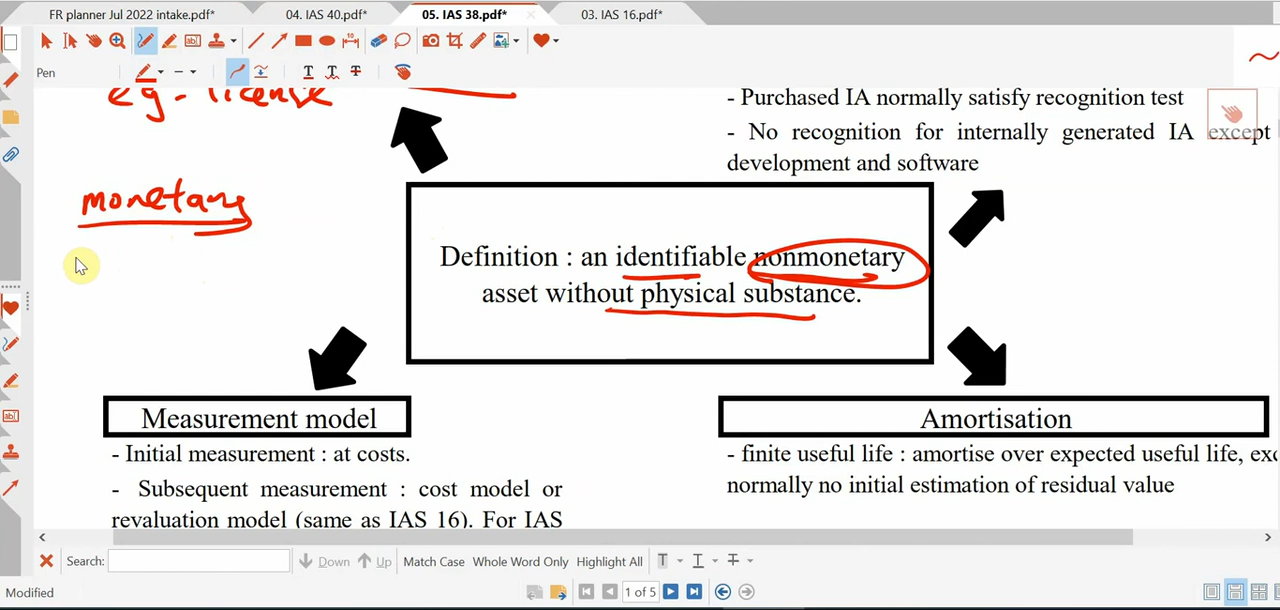 FR planner Jul 2022 intake.pdf*
04. IAS 40.pdf*
05. IAS 38.pdf*
03. IAS 16.pdf*
Pen
eg - license
- Purchased IA normally satisfy recognition test
- No recognition for internally generated IA except
development and software
monetary
Definition : an identifiable nonmonetary
asset without physical substance.
Measurement model
- Initial measurement : at costs.
- Subsequent measurement : cost model or
revaluation model (same as IAS 16). For IAS
Amortisation
- finite useful life : amortise over expected useful life, exc
normally no initial estimation of residual value
Search:
Down
Up
Match Case
Whole Word Only
Highlight All
Modified
1 of 5